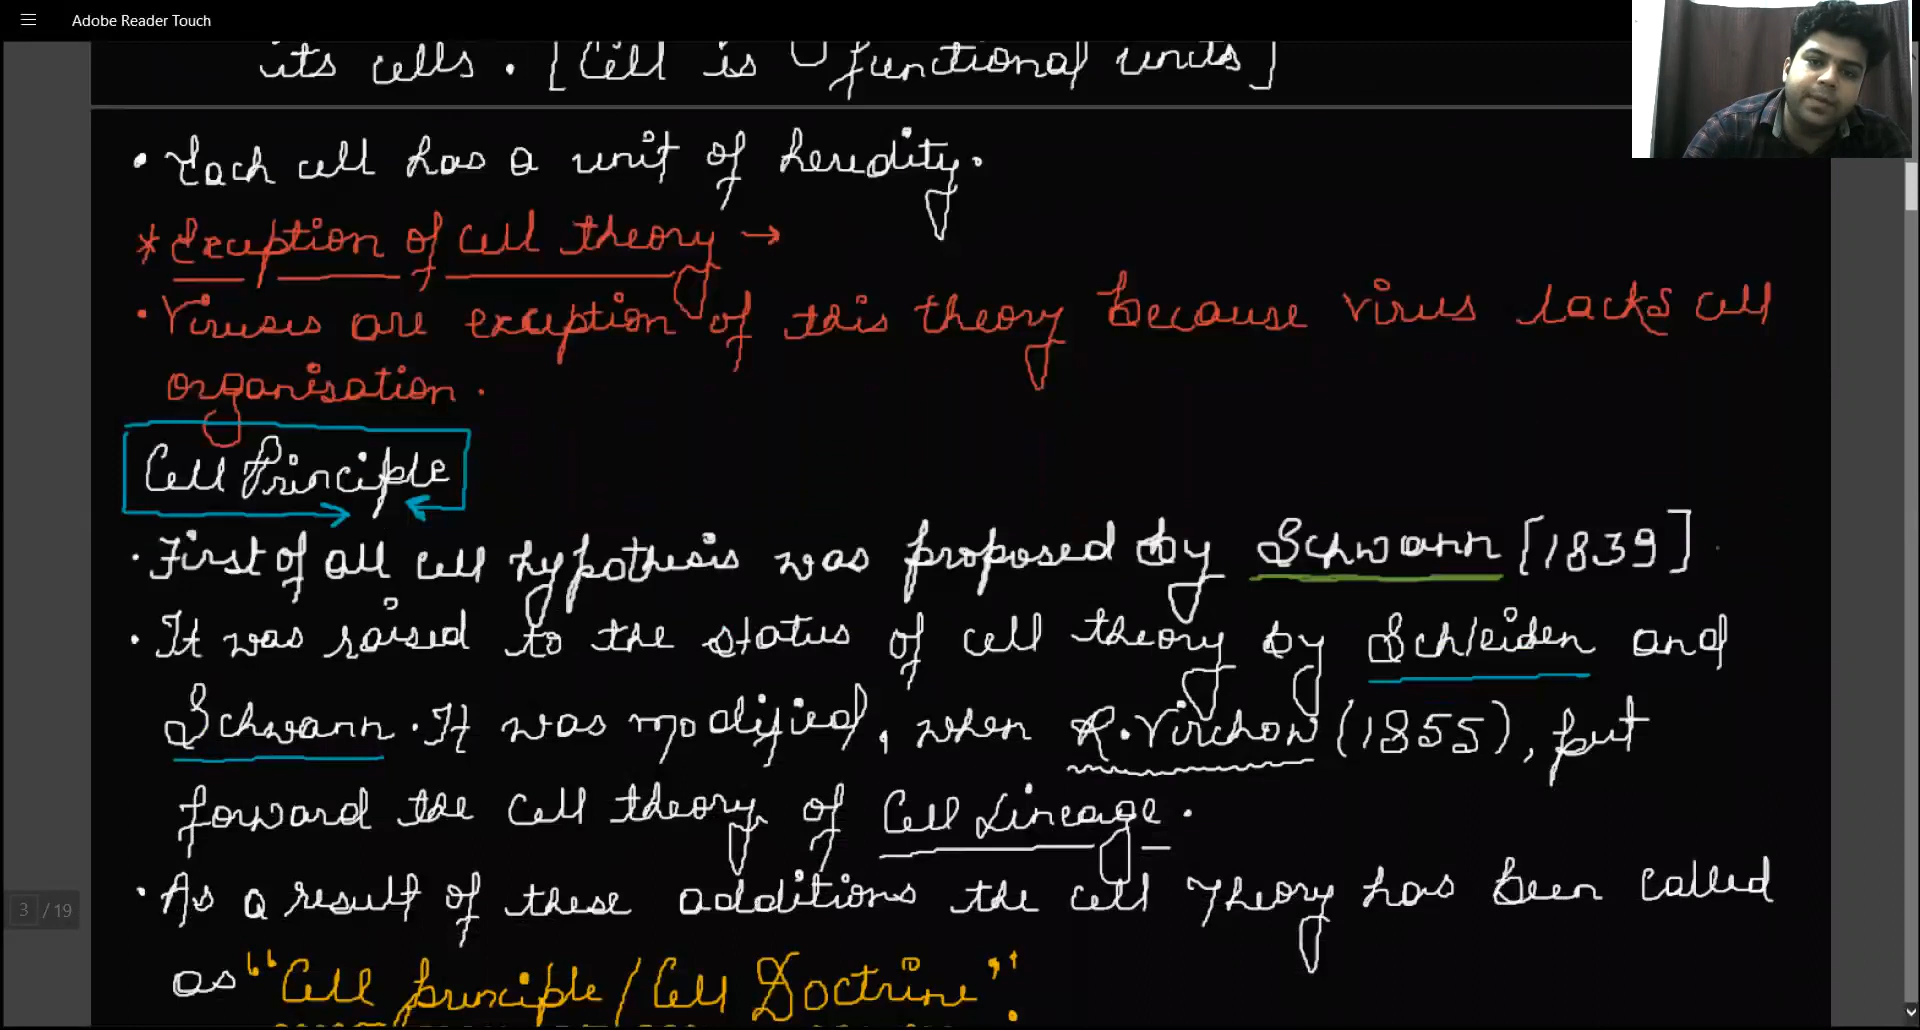 Adobe Reader Touch
its cells. [Cell is functional units]
• Each cell has a unit of heredity.
* Exception of cell theory →
• Viruses are exception of this theory because virus lacks cell
organisation.
Cell Principle
• First of all cell hypothesis was proposed by Schwann [1839]
• It was raised to the status of cell theory by Schleiden and
Schwann. It was modified, when R. Virchow (1855), put
forward the cell theory of Cell Lineage.
• As a result of these additions the cell Theory has been called
as "Cell principle/Cell Doctrine".
3 / 19